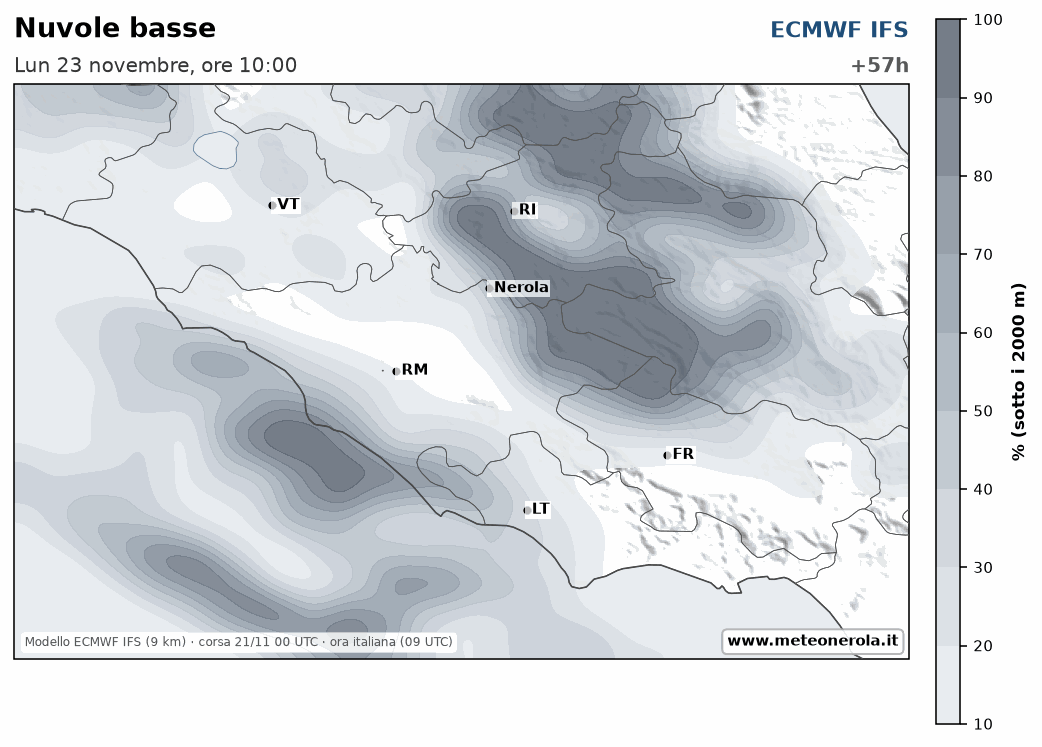 Nuvole basse
ECMWF IFS
Lun 23 novembre, ore 10:00
+57h
VT
RI
Nerola
RM
FR
LT
Modello ECMWF IFS (9 km) · corsa 21/11 00 UTC · ora italiana (09 UTC)
www.meteonerola.it
100
90
80
70
60
50
40
30
20
10
% (sotto i 2000 m)